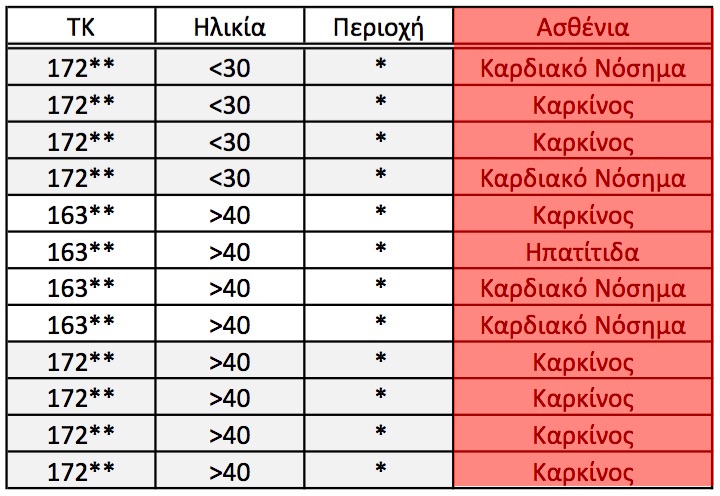 ΤΚ Ηλικία Περιοχή Ασθένια
172** <30 * Καρδιακό Νόσημα
172** <30 * Καρκίνος
172** <30 * Καρκίνος
172** <30 * Καρδιακό Νόσημα
163** >40 * Καρκίνος
163** >40 * Ηπατίτιδα
163** >40 * Καρδιακό Νόσημα
163** >40 * Καρδιακό Νόσημα
172** >40 * Καρκίνος
172** >40 * Καρκίνος
172** >40 * Καρκίνος
172** >40 * Καρκίνος